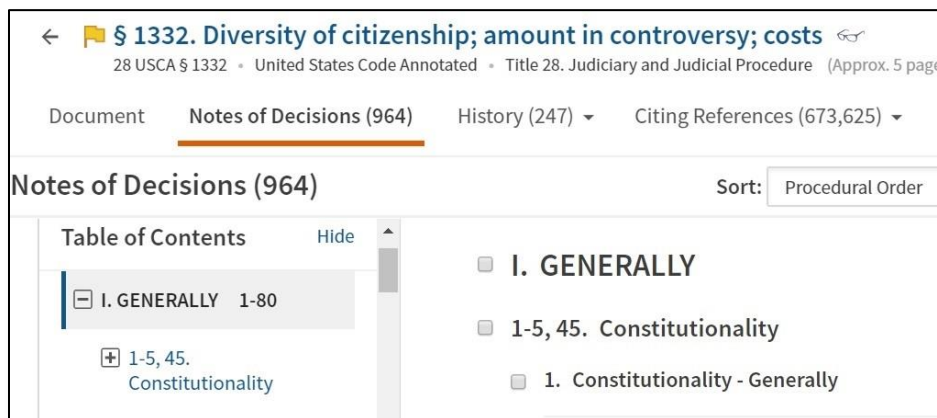 § 1332. Diversity of citizenship; amount in controversy; costs
28 USCA § 1332 • United States Code Annotated • Title 28. Judiciary and Judicial Procedure (Approx. 5 page
Document Notes of Decisions (964) History (247) Citing References (673,625)
Notes of Decisions (964) Sort: Procedural Order
Table of Contents Hide
I. GENERALLY 1-80
1-5, 45.
Constitutionality
I. GENERALLY
1-5, 45. Constitutionality
1. Constitutionality - Generally